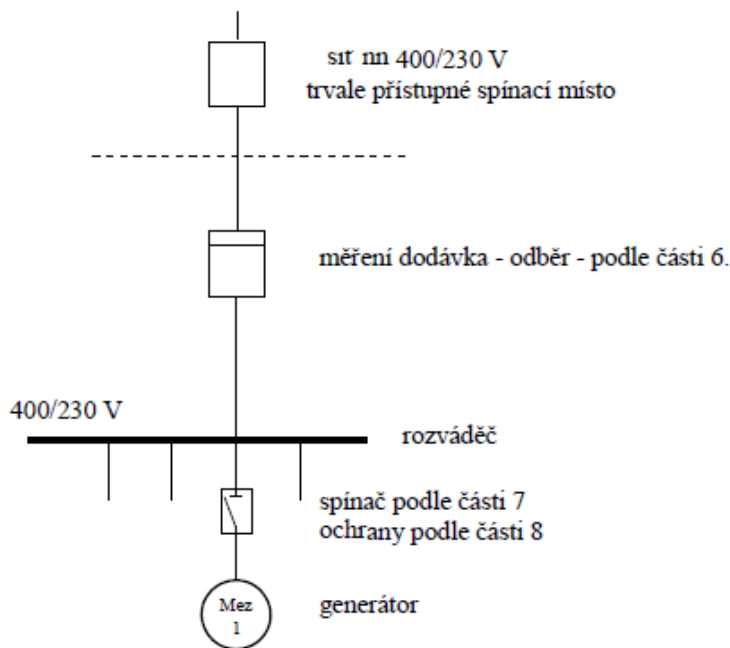 síť nn 400/230 V
trvale přístupné spínací místo
měření dodávka - odběr - podle části 6.
400/230 V
rozváděč
spínač podle části 7
ochrany podle části 8
Mez
1
generátor